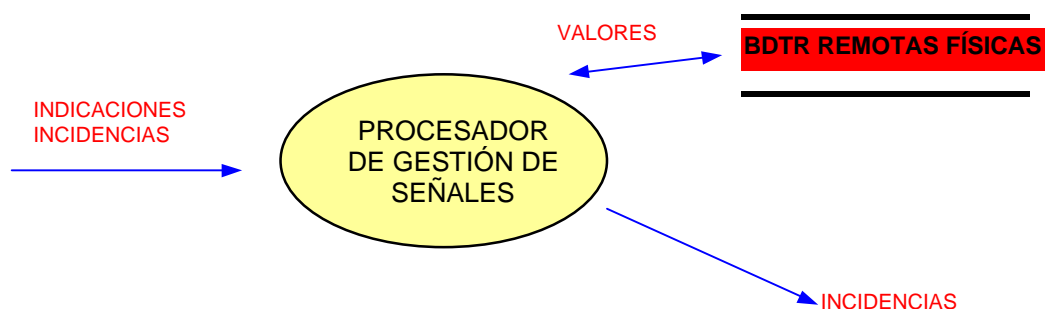 VALORES
BDTR REMOTAS FÍSICAS
INDICACIONES
INCIDENCIAS
PROCESADOR
DE GESTIÓN DE
SEÑALES
INCIDENCIAS